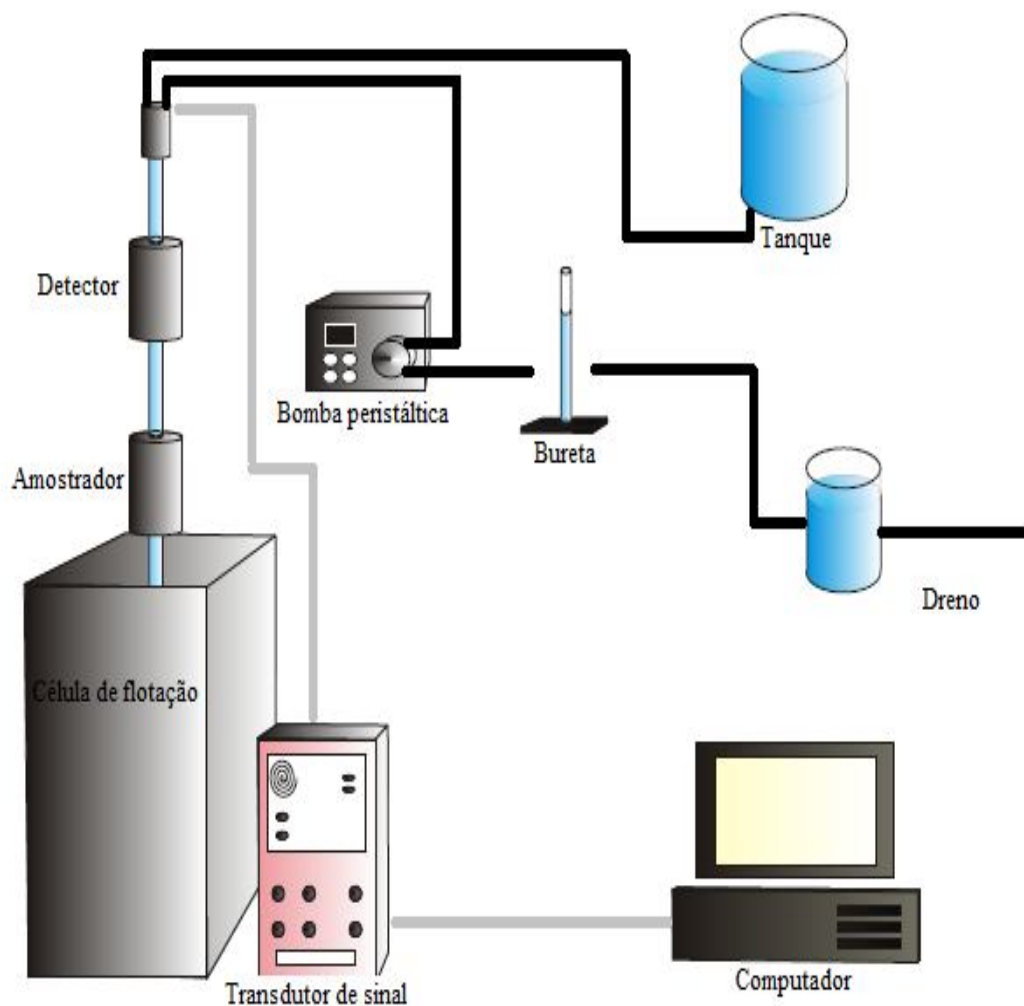 Tanque
Detector
Bomba peristáltica
Bureta
Amostrador
Dreno
Célula de flotação
Transdutor de sinal
Computador